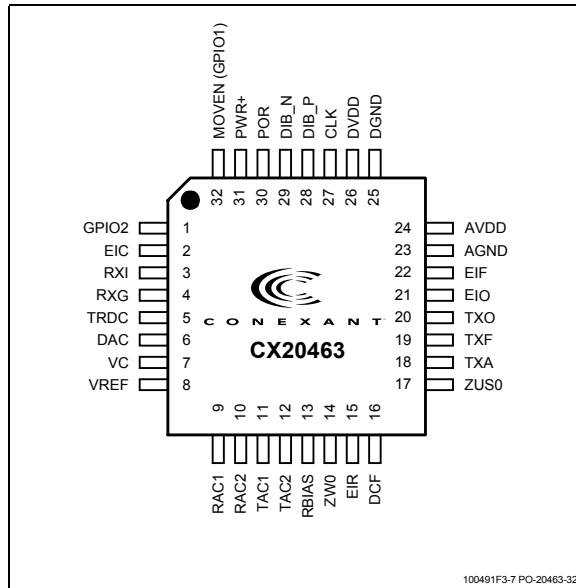 MOVEN (GPIO1)
PWR+
POR
DIB_N
DIB_P
CLK
DVDD
DGND
32
31
30
29
28
27
26
25
GPIO2 1
EIC 2
RXI 3
RXG 4
TRDC 5
DAC 6
VC 7
VREF 8
24 AVDD
23 AGND
22 EIF
21 EIO
20 TXO
19 TXF
18 TXA
17 ZUS0
CONEXANT
CX20463
9
10
11
12
13
14
15
16
RAC1
RAC2
TAC1
TAC2
RBIAS
ZW0
EIR
DCF
100491F3-7 PO-20463-32